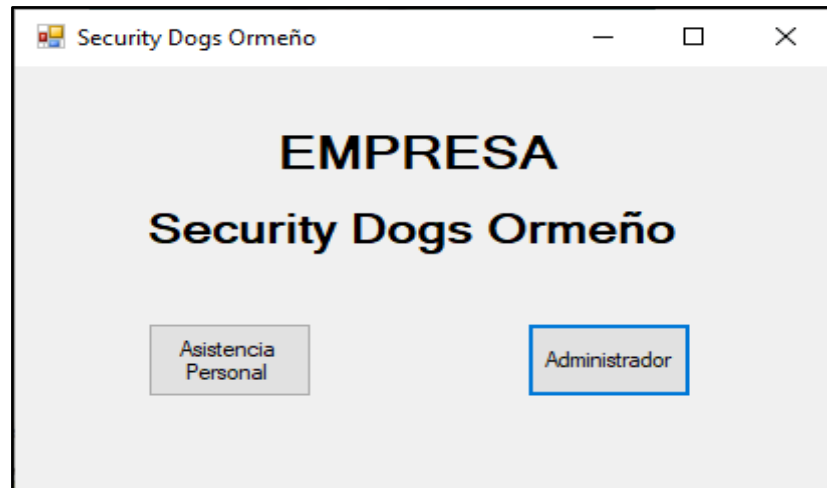 Security Dogs Ormeño
EMPRESA
Security Dogs Ormeño
Asistencia
Personal
Administrador